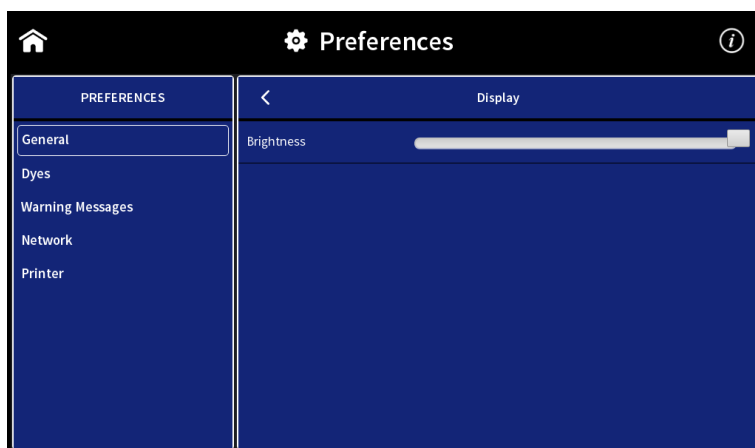 Preferences
i
PREFERENCES
General
Dyes
Warning Messages
Network
Printer
Display
Brightness